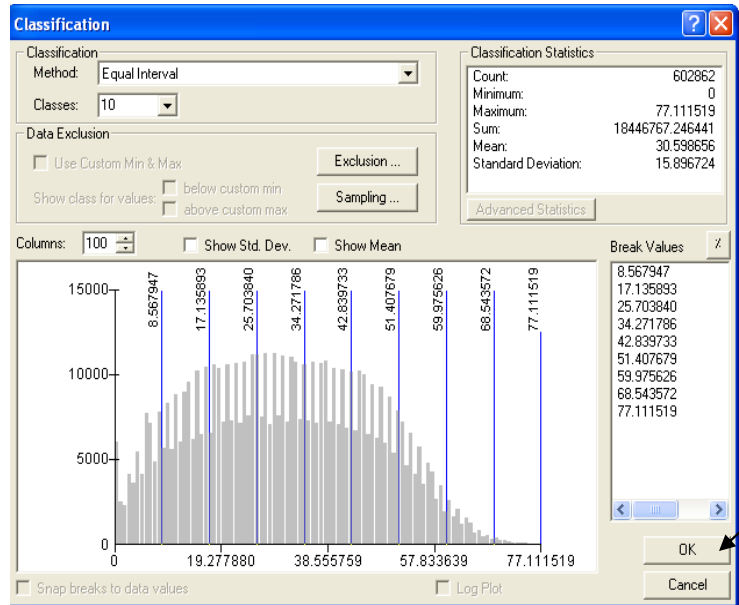 Classification
Classification
Method: Equal Interval
Classes: 10
Classification Statistics
Count: 602862
Minimum: 0
Maximum: 77.111519
Sum: 18446767.246441
Mean: 30.598656
Standard Deviation: 15.896724
Advanced Statistics
Data Exclusion
Use Custom Min & Max
Exclusion ...
Show class for values:
below custom min
above custom max
Sampling ...
Columns: 100
Show Std. Dev.
Show Mean
Break Values
%
15000
10000
5000
0
8.567947
17.135893
25.703840
34.271786
42.839733
51.407679
59.975626
68.543572
77.111519
0 19.277880 38.555759 57.833639 77.111519
8.567947
17.135893
25.703840
34.271786
42.839733
51.407679
59.975626
68.543572
77.111519
OK
Cancel
Snap breaks to data values
Log Plot